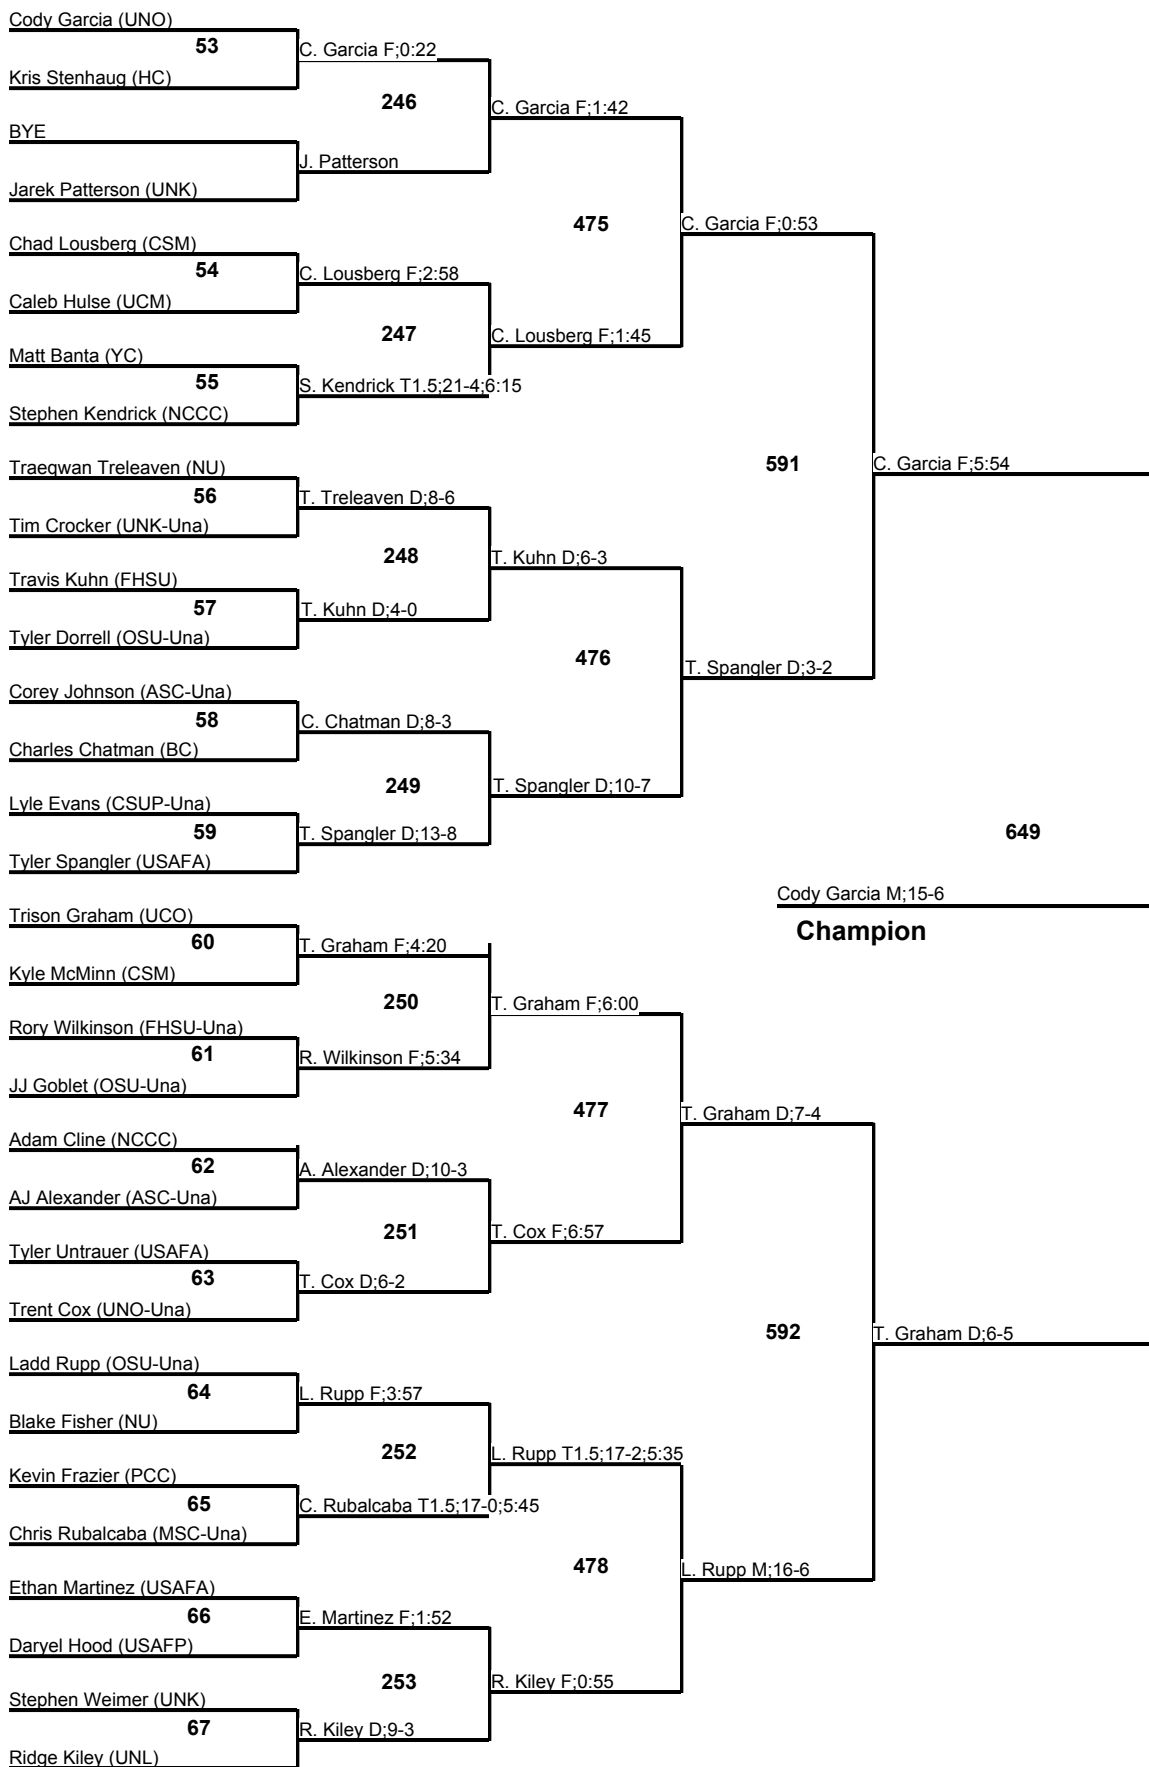 Cody Garcia (UNO)
53
C. Garcia F;0:22
Kris Stenhaug (HC)
246
C. Garcia F;1:42
BYE
J. Patterson
Jarek Patterson (UNK)
475
C. Garcia F;0:53
Chad Lousberg (CSM)
54
C. Lousberg F;2:58
Caleb Hulse (UCM)
247
C. Lousberg F;1:45
Matt Banta (YC)
55
S. Kendrick T1.5;21-4;6:15
Stephen Kendrick (NCCC)
591
C. Garcia F;5:54
Traeqwan Treleaven (NU)
56
T. Treleaven D;8-6
Tim Crocker (UNK-Una)
248
T. Kuhn D;6-3
Travis Kuhn (FHSU)
57
T. Kuhn D;4-0
Tyler Dorrell (OSU-Una)
476
T. Spangler D;3-2
Corey Johnson (ASC-Una)
58
C. Chatman D;8-3
Charles Chatman (BC)
249
T. Spangler D;10-7
Lyle Evans (CSUP-Una)
59
T. Spangler D;13-8
Tyler Spangler (USAFA)
649
Cody Garcia M;15-6
Champion
Trison Graham (UCO)
60
T. Graham F;4:20
Kyle McMinn (CSM)
250
T. Graham F;6:00
Rory Wilkinson (FHSU-Una)
61
R. Wilkinson F;5:34
JJ Goblet (OSU-Una)
477
T. Graham D;7-4
Adam Cline (NCCC)
62
A. Alexander D;10-3
AJ Alexander (ASC-Una)
251
T. Cox F;6:57
Tyler Untrauer (USAFA)
63
T. Cox D;6-2
Trent Cox (UNO-Una)
592
T. Graham D;6-5
Ladd Rupp (OSU-Una)
64
L. Rupp F;3:57
Blake Fisher (NU)
252
L. Rupp T1.5;17-2;5:35
Kevin Frazier (PCC)
65
C. Rubalcaba T1.5;17-0;5:45
Chris Rubalcaba (MSC-Una)
478
L. Rupp M;16-6
Ethan Martinez (USAFA)
66
E. Martinez F;1:52
Daryel Hood (USAFP)
253
R. Kiley F;0:55
Stephen Weimer (UNK)
67
R. Kiley D;9-3
Ridge Kiley (UNL)